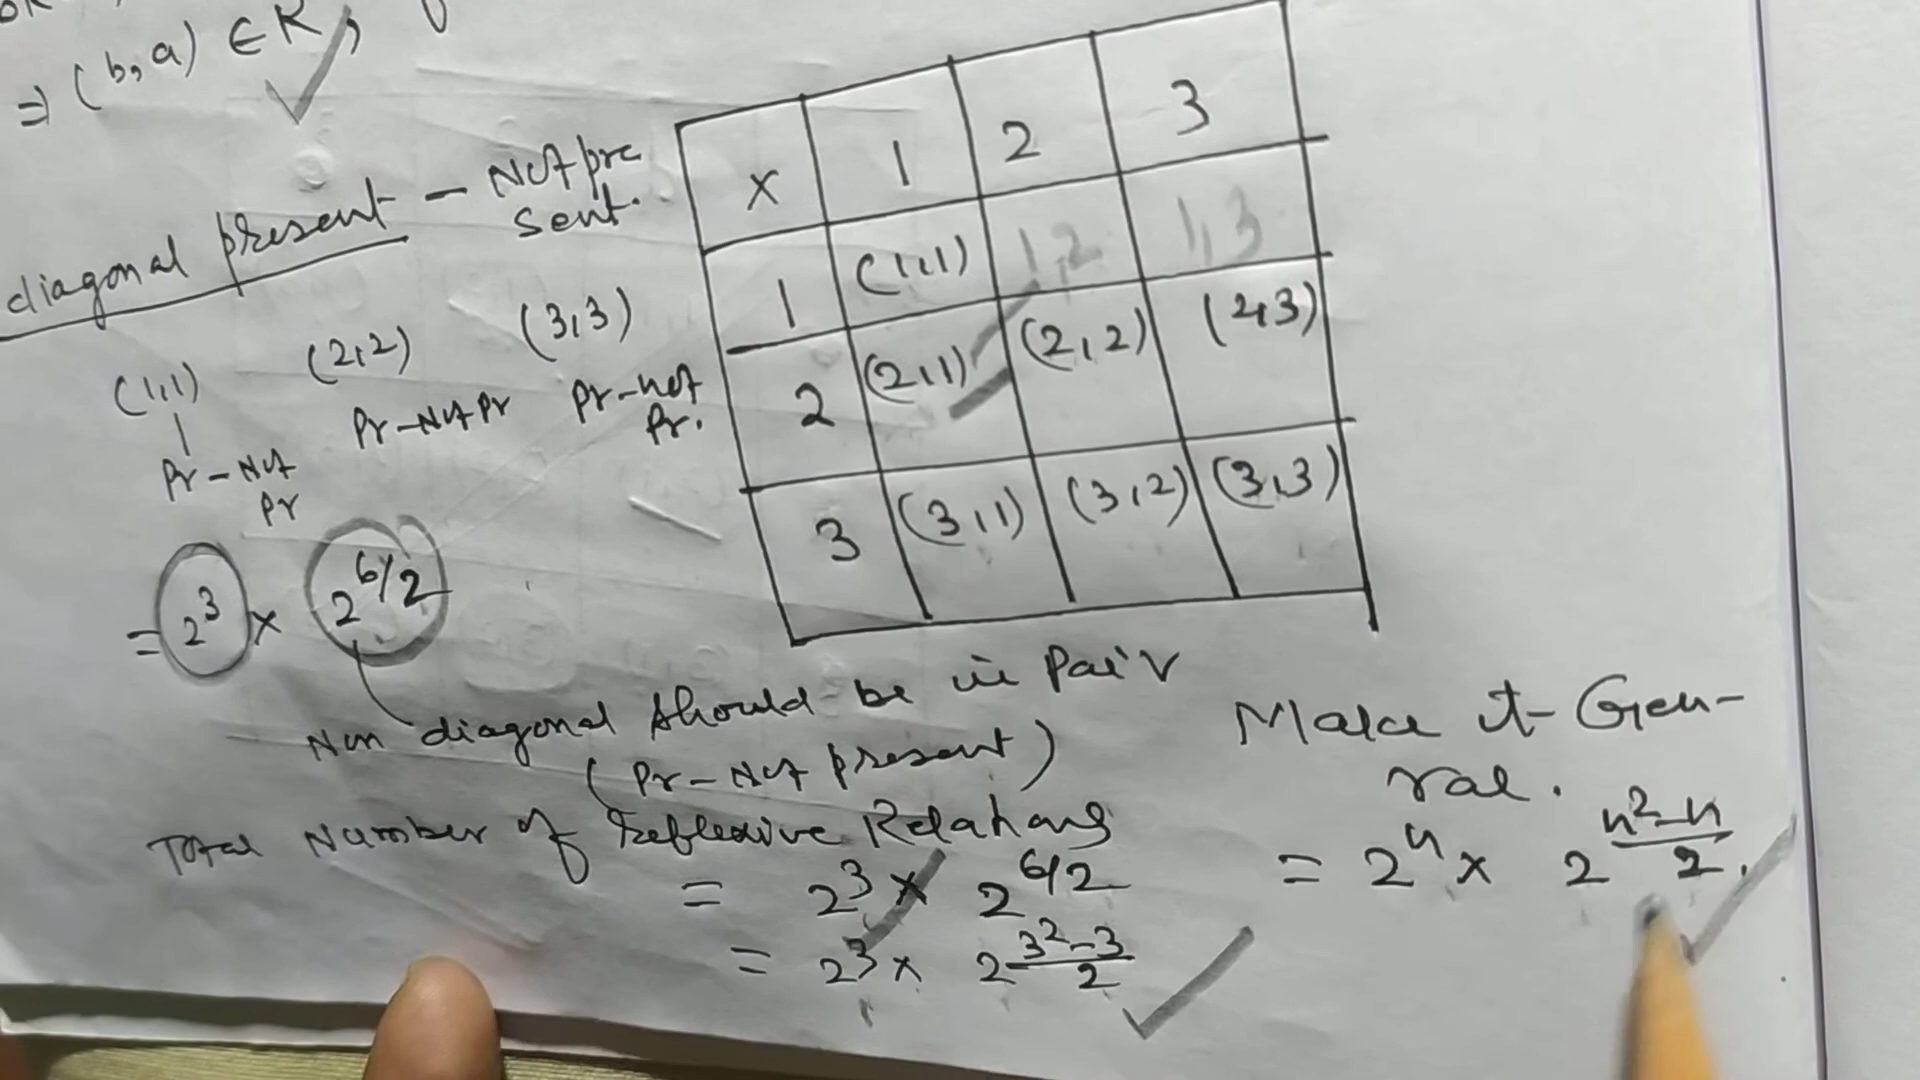 ⇒ (b,a) ∈ R,
diagonal present - Not pre
sent.
(1,1) (2,2) (3,3)
Pr-Not Pr Pr-Not Pr Pr-Not Pr.
= 2^3 × 2^{6/2}
Non diagonal should be in Pair
(Pr-Not present)
× 1 2 3
1 (1,1) 1,2 1,3
2 (2,1) (2,2) (2,3)
3 (3,1) (3,2) (3,3)
Total Number of Reflexive Relations
= 2^3 × 2^{6/2}
= 2^3 × 2^{(3^2-3)/2}
Make it Gen-
ral.
= 2^n × 2^{(n^2-n)/2}.